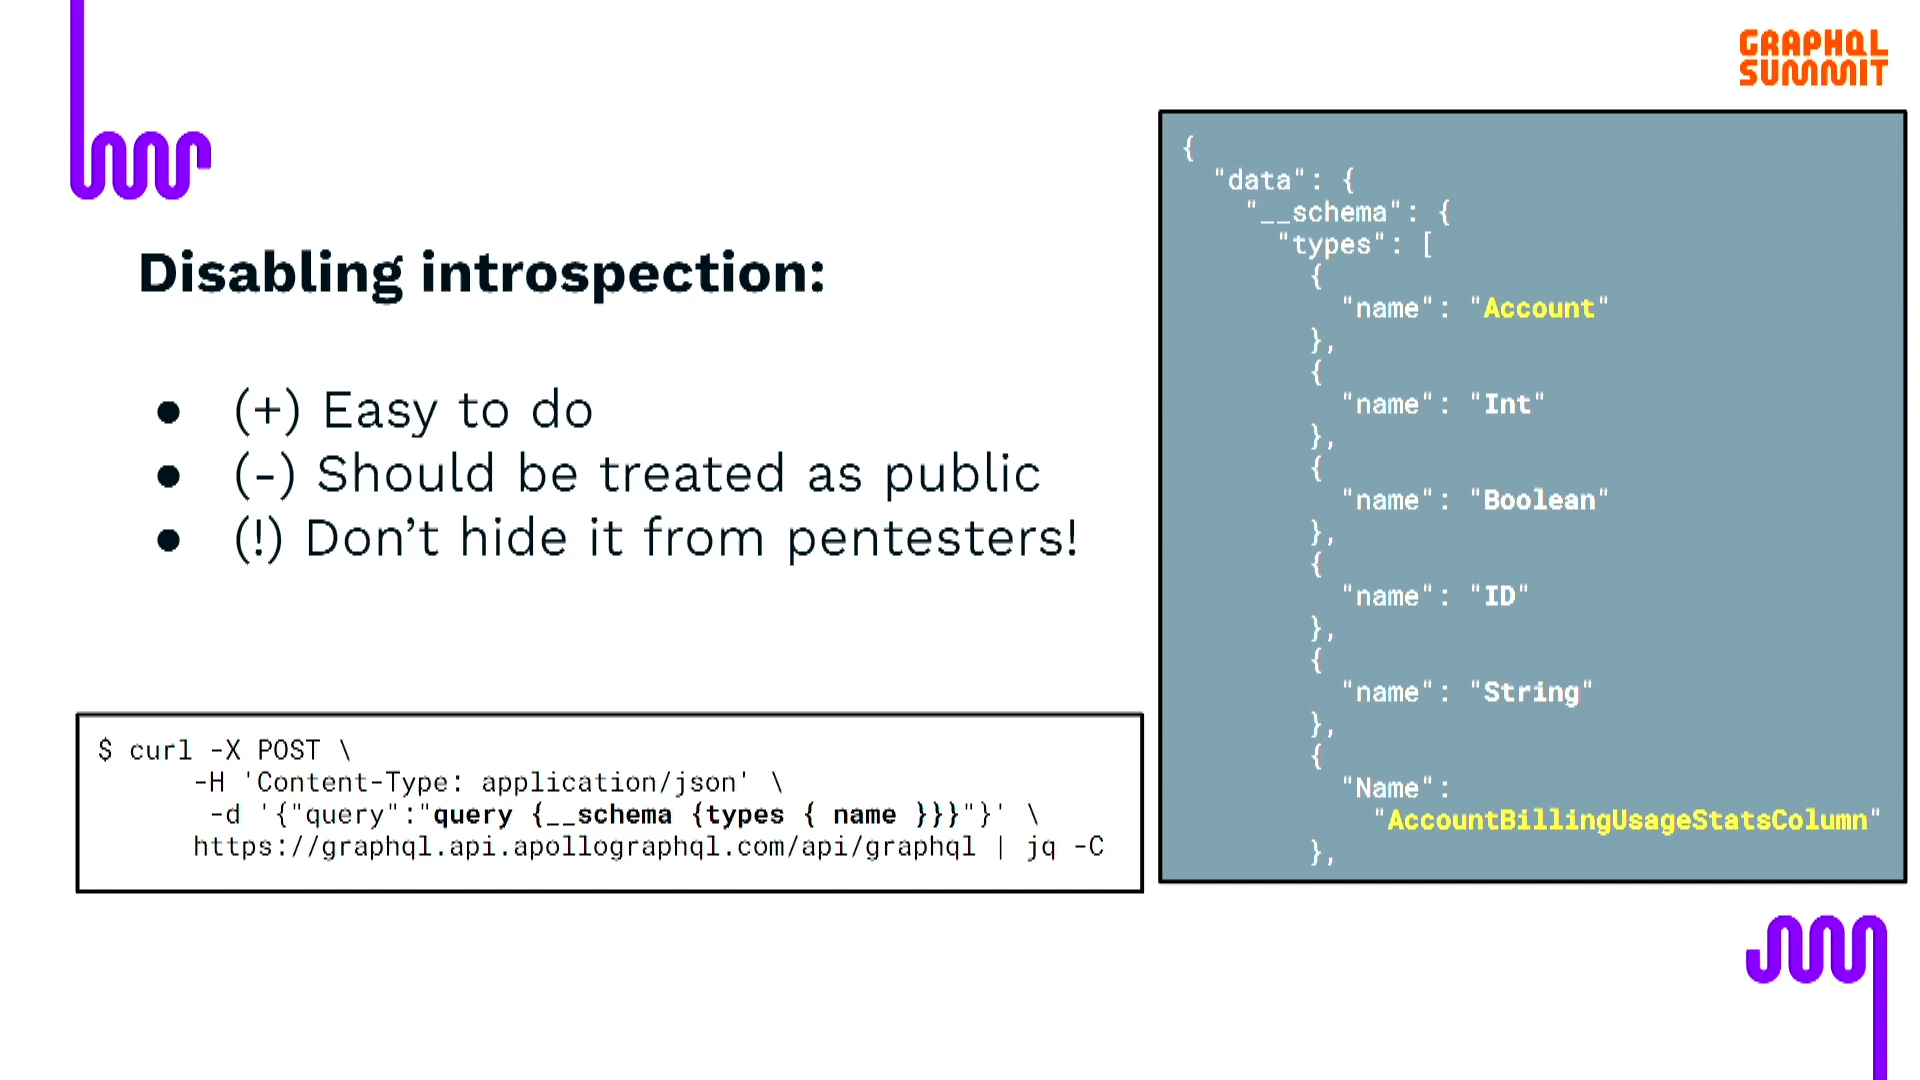 GRAPHQL
SUMMIT
Disabling introspection:
● (+) Easy to do
● (-) Should be treated as public
● (!) Don’t hide it from pentesters!
$ curl -X POST \
-H 'Content-Type: application/json' \
-d '{"query":"query {__schema {types { name }}}"}' \
https://graphql.api.apollographql.com/api/graphql | jq -C
{
"data": {
"__schema": {
"types": [
{
"name": "Account"
},
{
"name": "Int"
},
{
"name": "Boolean"
},
{
"name": "ID"
},
{
"name": "String"
},
{
"Name":
"AccountBillingUsageStatsColumn"
},